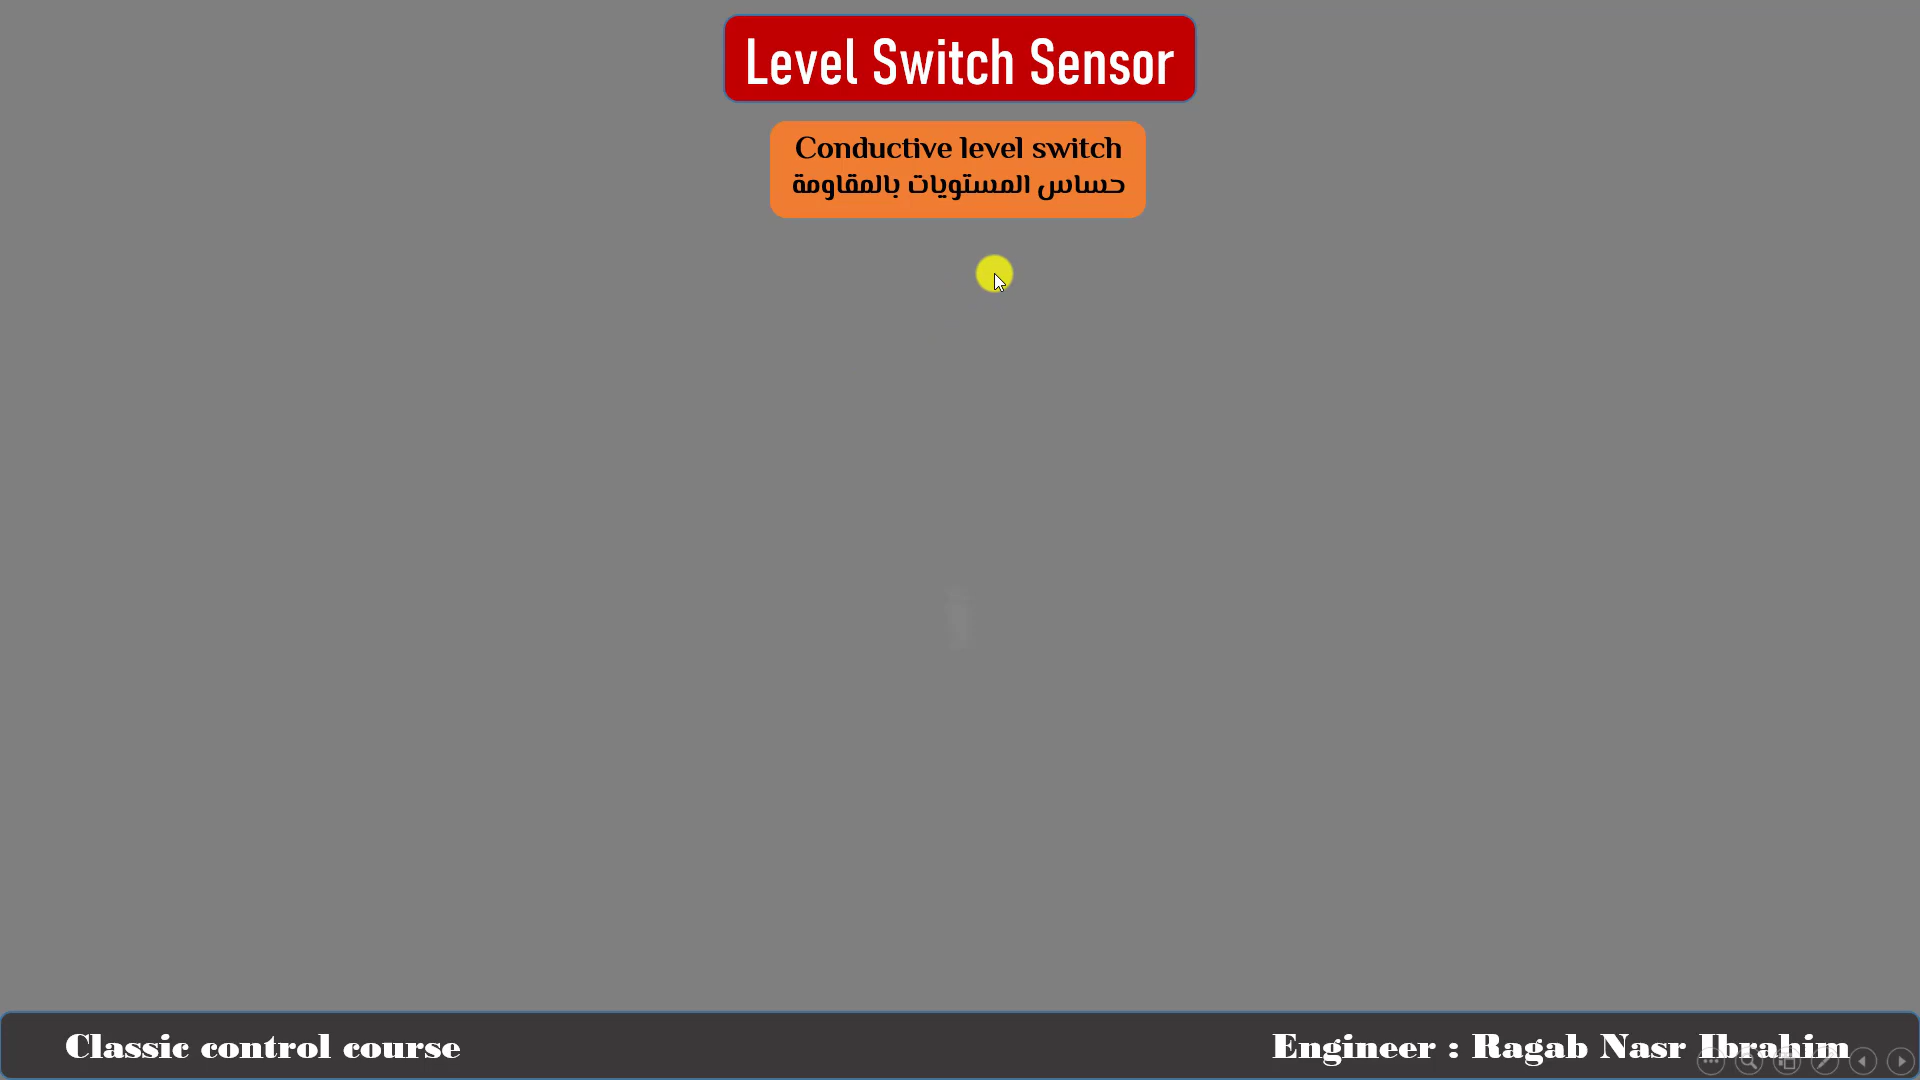 Level Switch Sensor
Conductive level switch
حساس المستويات بالمقاومة
Classic control course
Engineer : Ragab Nasr Ibrahim